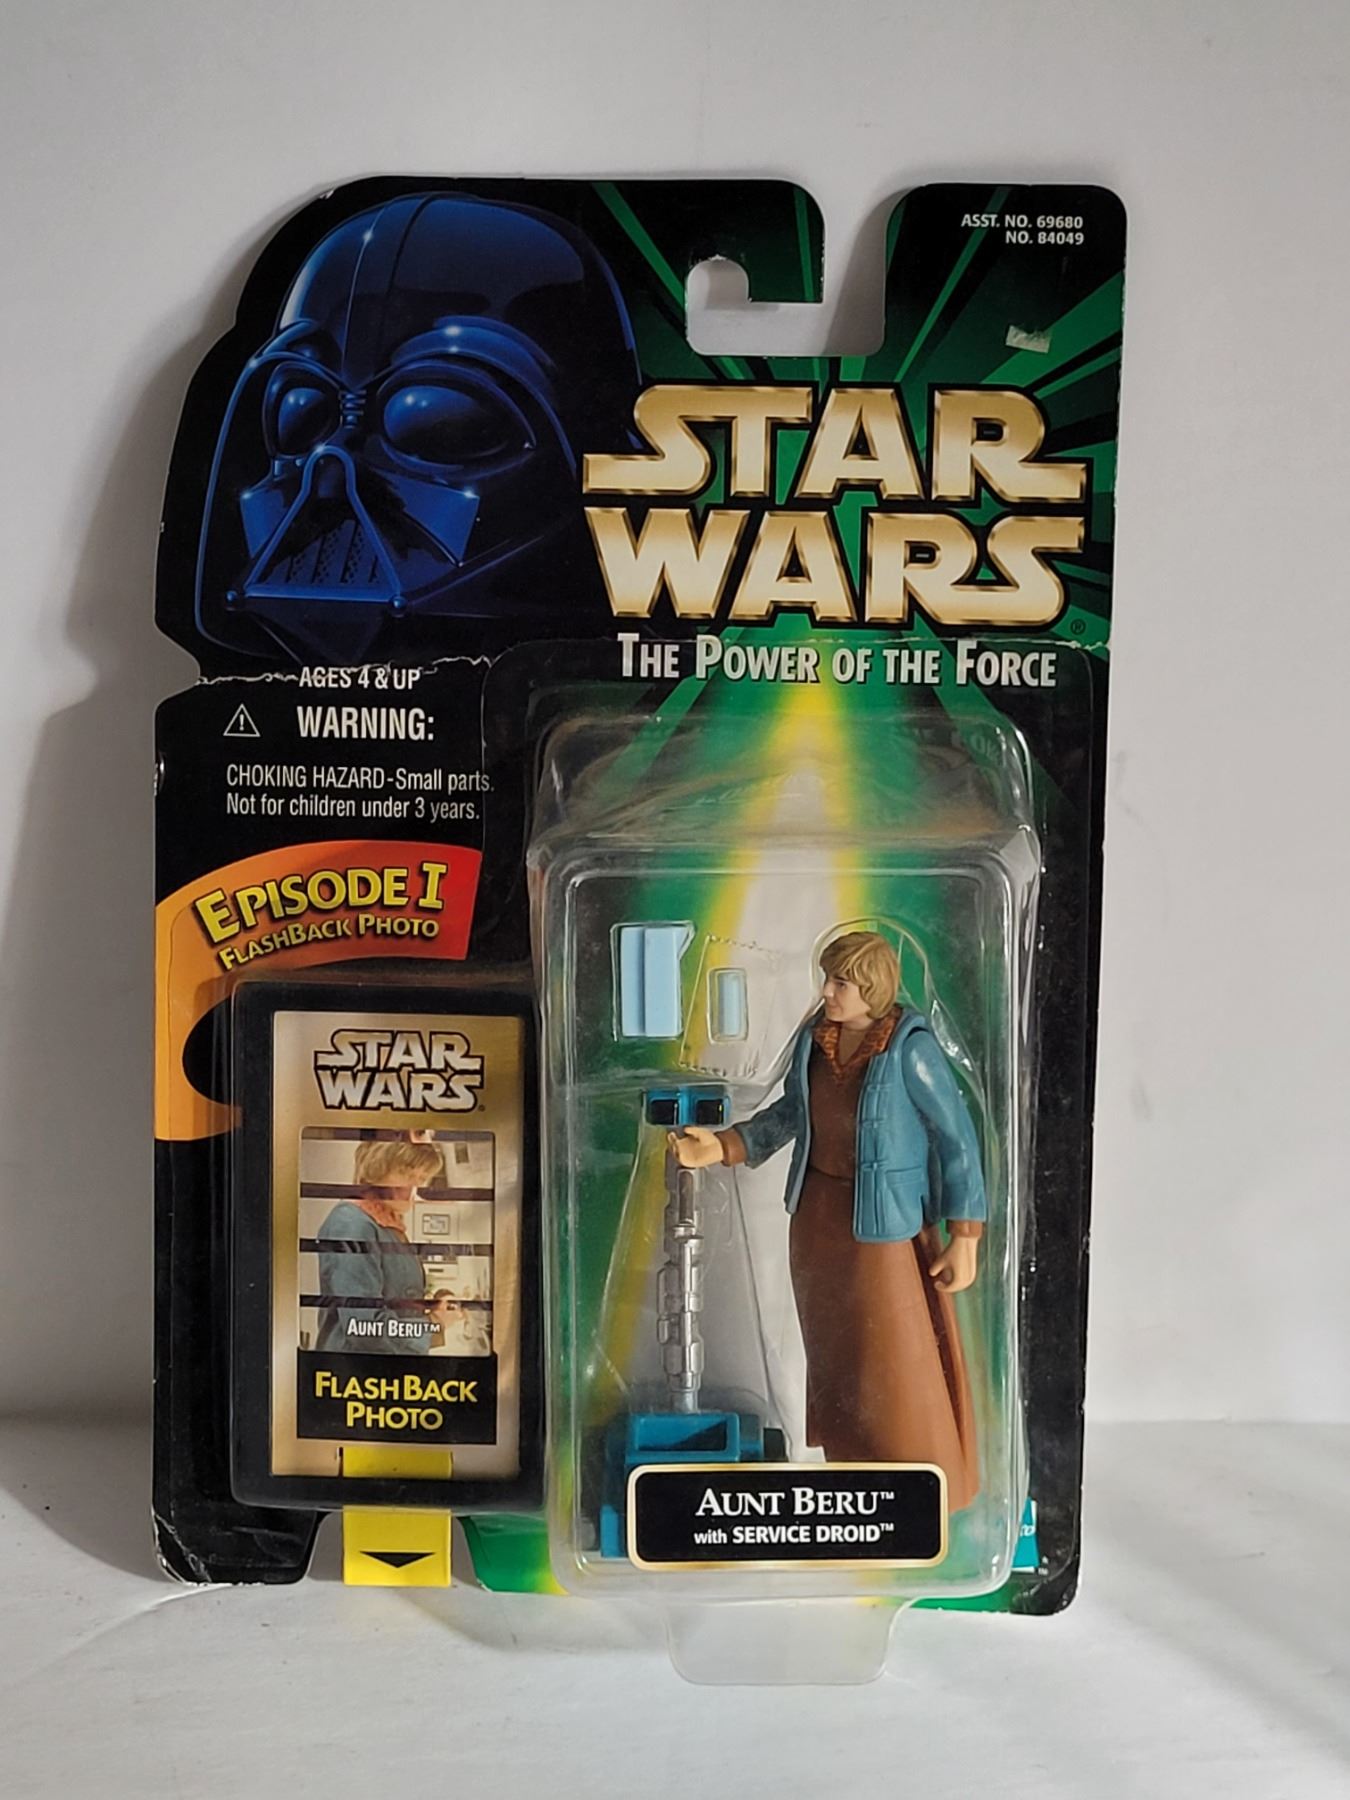 ASST. NO. 69680
NO. 84049
STAR
WARS®
THE POWER OF THE FORCE
AGES 4 & UP
WARNING:
CHOKING HAZARD-Small parts.
Not for children under 3 years.
EPISODE I
FLASHBACK PHOTO
STAR
WARS
AUNT BERU™
FLASHBACK
PHOTO
AUNT BERU™
with SERVICE DROID™